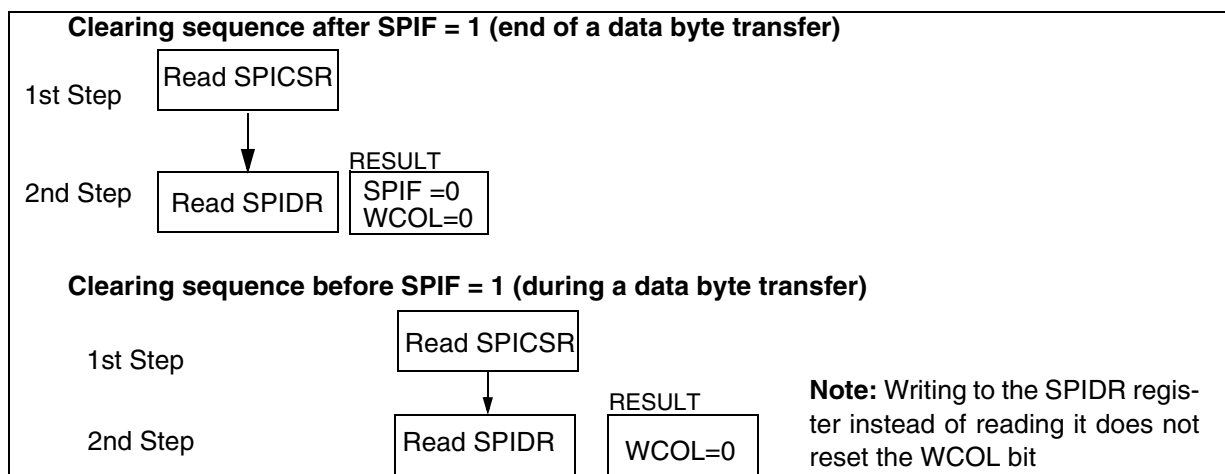 Clearing sequence after SPIF = 1 (end of a data byte transfer)
1st Step
Read SPICSR
2nd Step
Read SPIDR
RESULT
SPIF =0
WCOL=0
Clearing sequence before SPIF = 1 (during a data byte transfer)
1st Step
Read SPICSR
2nd Step
Read SPIDR
RESULT
WCOL=0
Note: Writing to the SPIDR regis-
ter instead of reading it does not
reset the WCOL bit